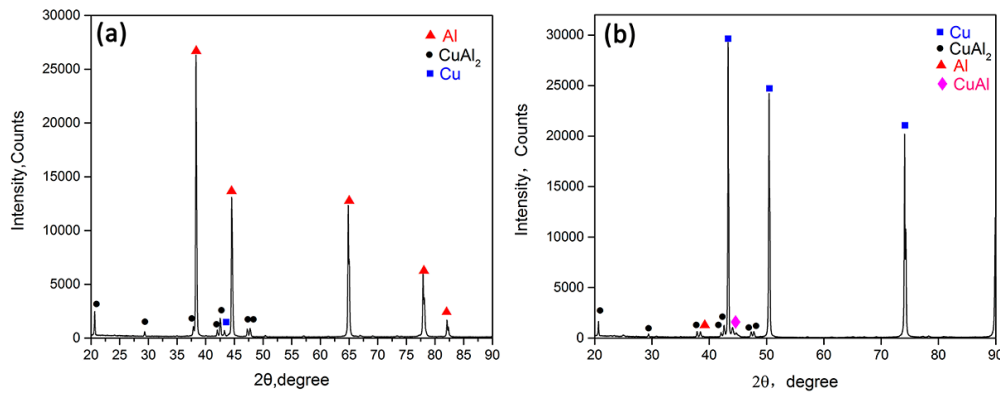 (a)
Al
CuAl₂
Cu
Intensity,Counts
30000
25000
20000
15000
10000
5000
0
20 25 30 35 40 45 50 55 60 65 70 75 80 85 90
2θ,degree
(b)
Cu
CuAl₂
Al
CuAl
Intensity, Counts
30000
25000
20000
15000
10000
5000
0
20 30 40 50 60 70 80 90
2θ，degree